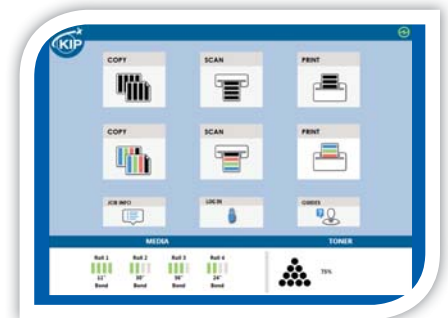 KIP
COPY SCAN PRINT
COPY SCAN PRINT
JOB INFO LOG IN GUIDES
MEDIA TONER
Roll 1 Roll 2 Roll 3 Roll 4
75%
Bond Bond Bond Bond